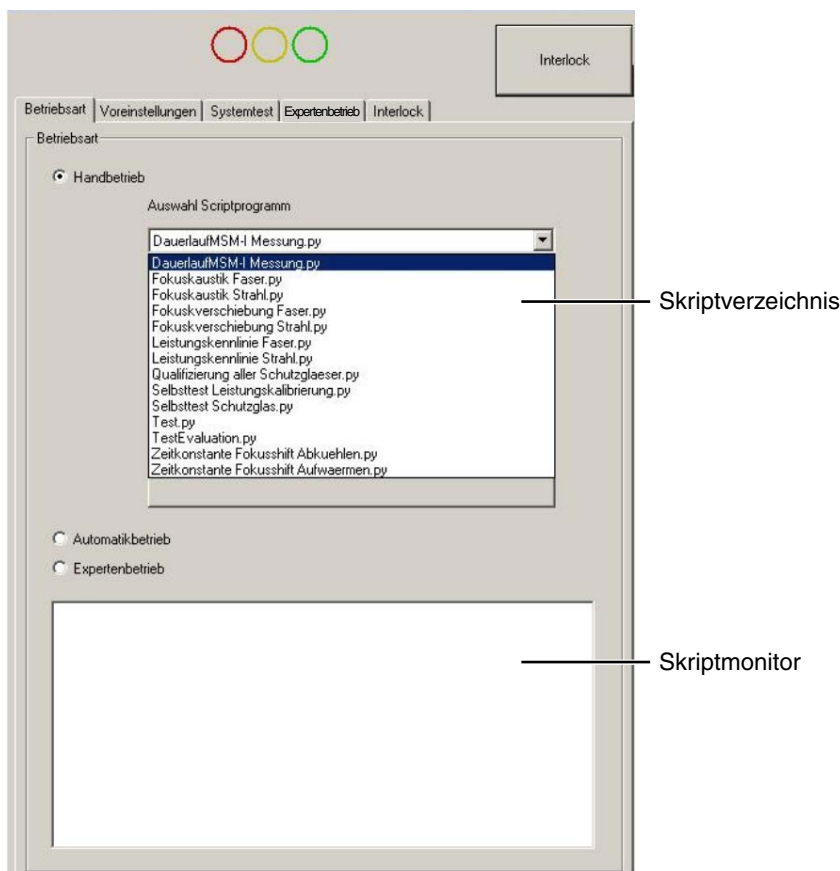 Interlock
Betriebsart Voreinstellungen Systemtest Expertenbetrieb Interlock
Betriebsart
Handbetrieb
Auswahl Scriptprogramm
DauerlaufMSM-I Messung.py
DauerlaufMSM-I Messung.py
Fokuskaustik Faser.py
Fokuskaustik Strahl.py
Fokuskverschiebung Faser.py
Fokuskverschiebung Strahl.py
Leistungskennlinie Faser.py
Leistungskennlinie Strahl.py
Qualifizierung aller Schutzglaeser.py
Selbsttest Leistungskalibrierung.py
Selbsttest Schutzglas.py
Test.py
TestEvaluation.py
Zeitkonstante Fokusshift Abkuehlen.py
Zeitkonstante Fokusshift Aufwaermen.py
Skriptverzeichnis
Automatikbetrieb
Expertenbetrieb
Skriptmonitor